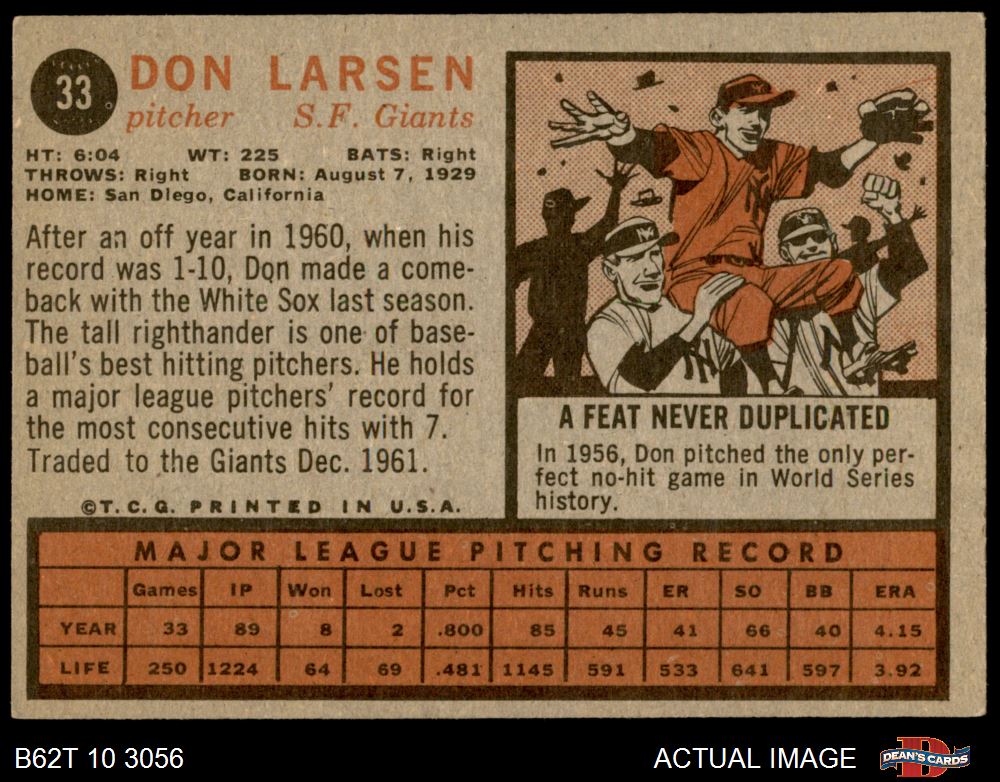 33
DON LARSEN
pitcher S.F. Giants
HT: 6:04 WT: 225 BATS: Right
THROWS: Right BORN: August 7, 1929
HOME: San Diego, California
After an off year in 1960, when his
record was 1-10, Don made a come-
back with the White Sox last season.
The tall righthander is one of base-
ball's best hitting pitchers. He holds
a major league pitchers' record for
the most consecutive hits with 7.
Traded to the Giants Dec. 1961.
©T.C.G. PRINTED IN U.S.A.
NY
A FEAT NEVER DUPLICATED
In 1956, Don pitched the only per-
fect no-hit game in World Series
history.
MAJOR LEAGUE PITCHING RECORD
Games IP Won Lost Pct Hits Runs ER SO BB ERA
YEAR 33 89 8 2 .800 85 45 41 66 40 4.15
LIFE 250 1224 64 69 .481 1145 591 533 641 597 3.92
B62T 10 3056 ACTUAL IMAGE DEAN'S CARDS